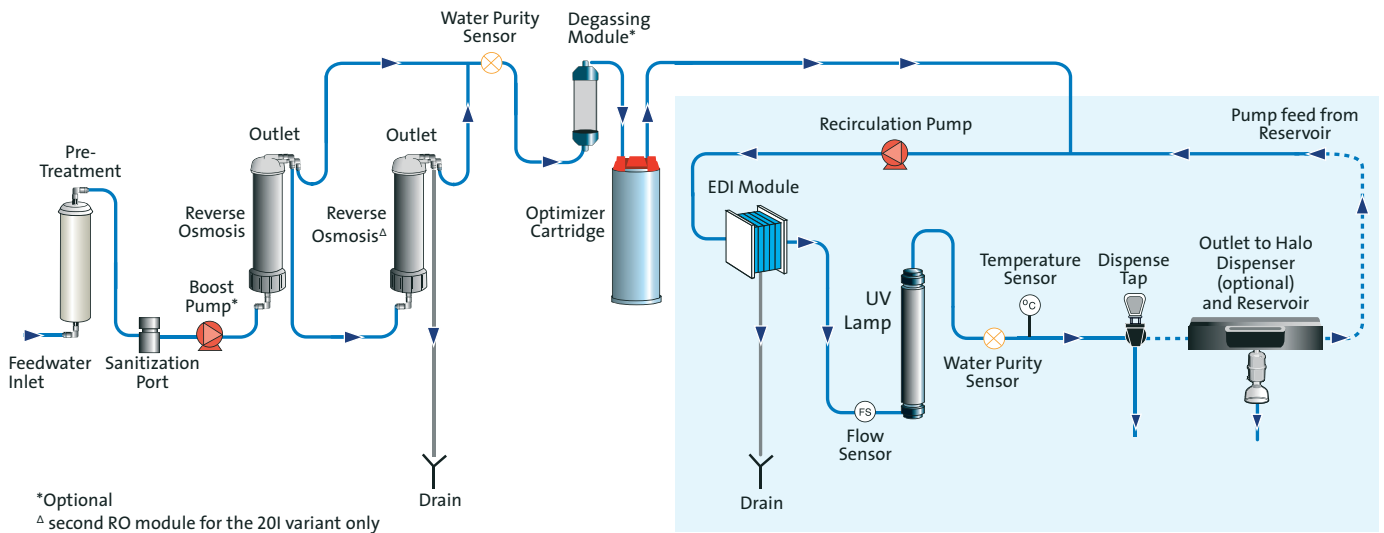 Water Purity
Sensor
Degassing
Module*
Outlet
Outlet
Pre-
Treatment
Reverse
Osmosis
Reverse
OsmosisΔ
Optimizer
Cartridge
Boost
Pump*
Feedwater
Inlet
Sanitization
Port
Drain
Recirculation Pump
Pump feed from
Reservoir
EDI Module
UV
Lamp
Temperature
Sensor
°C
Dispense
Tap
Outlet to Halo
Dispenser
(optional)
and Reservoir
Water Purity
Sensor
FS
Flow
Sensor
Drain
*Optional
Δ second RO module for the 20I variant only